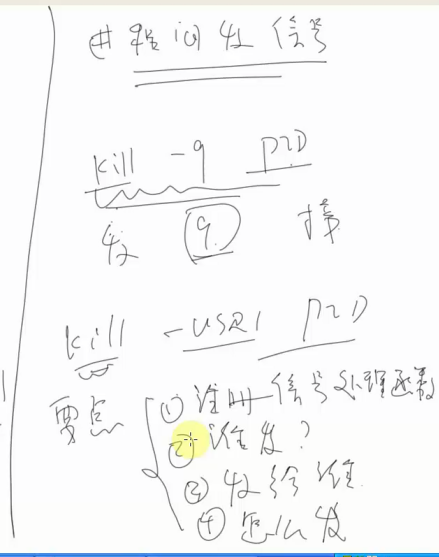 进程间发信号
kill -9 PID
发 9 接
kill -USR1 PID
要点
① 注册信号处理函数
② 谁发?
③ 发给谁
④ 怎么发